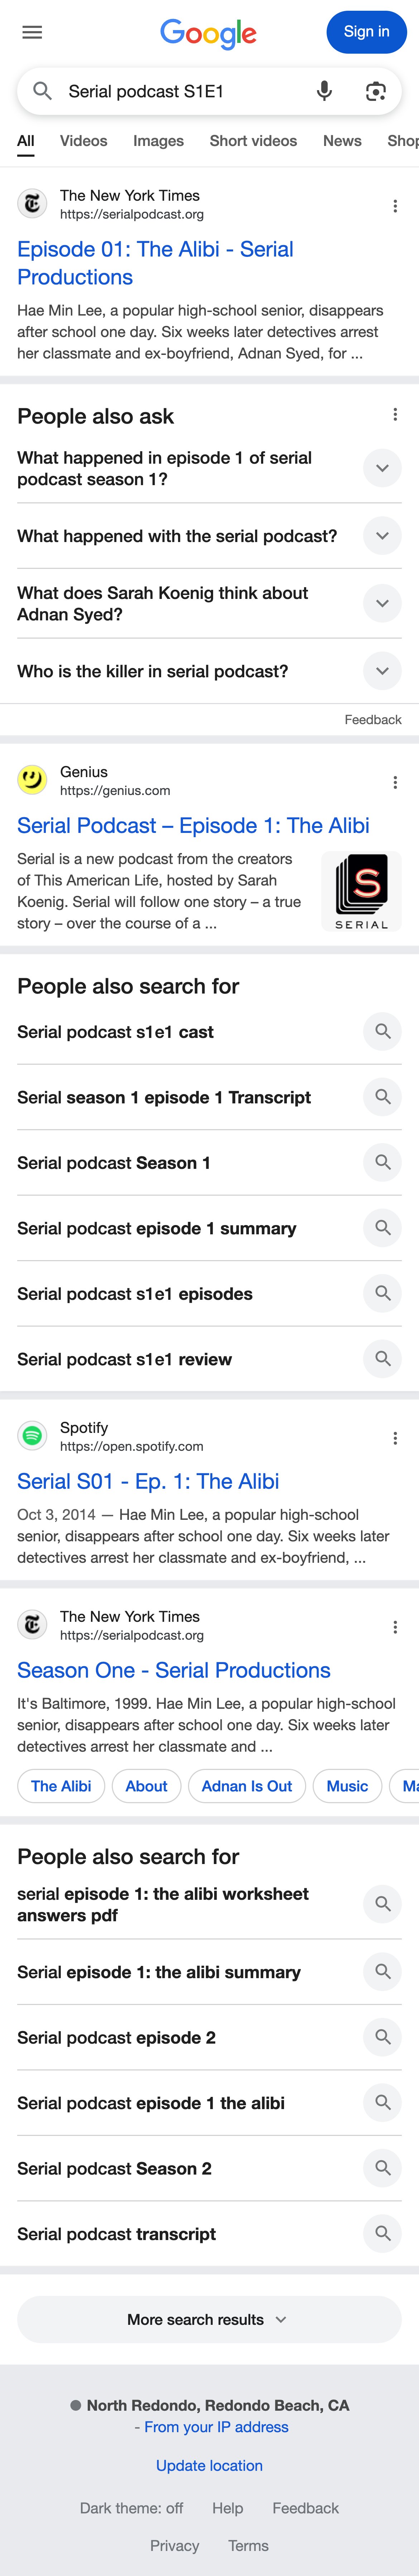 Google
Sign in
Serial podcast S1E1
All Videos Images Short videos News Shop
The New York Times
https://serialpodcast.org
Episode 01: The Alibi - Serial
Productions
Hae Min Lee, a popular high-school senior, disappears
after school one day. Six weeks later detectives arrest
her classmate and ex-boyfriend, Adnan Syed, for ...
People also ask
What happened in episode 1 of serial
podcast season 1?
What happened with the serial podcast?
What does Sarah Koenig think about
Adnan Syed?
Who is the killer in serial podcast?
Feedback
Genius
https://genius.com
Serial Podcast – Episode 1: The Alibi
Serial is a new podcast from the creators
of This American Life, hosted by Sarah
Koenig. Serial will follow one story – a true
story – over the course of a ...
S
SERIAL
People also search for
Serial podcast s1e1 cast
Serial season 1 episode 1 Transcript
Serial podcast Season 1
Serial podcast episode 1 summary
Serial podcast s1e1 episodes
Serial podcast s1e1 review
Spotify
https://open.spotify.com
Serial S01 - Ep. 1: The Alibi
Oct 3, 2014 — Hae Min Lee, a popular high-school
senior, disappears after school one day. Six weeks later
detectives arrest her classmate and ex-boyfriend, ...
The New York Times
https://serialpodcast.org
Season One - Serial Productions
It's Baltimore, 1999. Hae Min Lee, a popular high-school
senior, disappears after school one day. Six weeks later
detectives arrest her classmate and ...
The Alibi About Adnan Is Out Music Ma
People also search for
serial episode 1: the alibi worksheet
answers pdf
Serial episode 1: the alibi summary
Serial podcast episode 2
Serial podcast episode 1 the alibi
Serial podcast Season 2
Serial podcast transcript
More search results
North Redondo, Redondo Beach, CA
- From your IP address
Update location
Dark theme: off Help Feedback
Privacy Terms